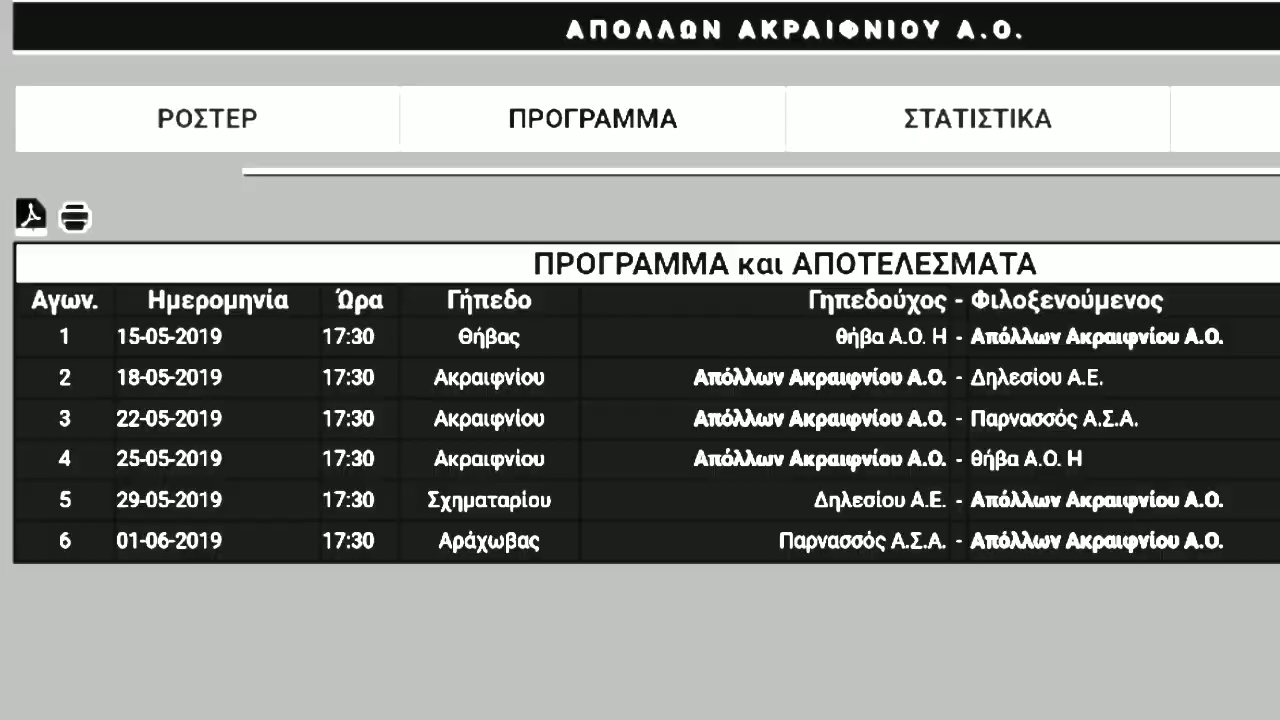 ΑΠΟΛΛΩΝ ΑΚΡΑΙΦΝΙΟΥ Α.Ο.
ΡΟΣΤΕΡ ΠΡΟΓΡΑΜΜΑ ΣΤΑΤΙΣΤΙΚΑ
ΠΡΟΓΡΑΜΜΑ και ΑΠΟΤΕΛΕΣΜΑΤΑ
Αγων. Ημερομηνία Ώρα Γήπεδο Γηπεδούχος - Φιλοξενούμενος
1 15-05-2019 17:30 Θήβας θήβα Α.Ο. Η - Απόλλων Ακραιφνίου Α.Ο.
2 18-05-2019 17:30 Ακραιφνίου Απόλλων Ακραιφνίου Α.Ο. - Δηλεσίου Α.Ε.
3 22-05-2019 17:30 Ακραιφνίου Απόλλων Ακραιφνίου Α.Ο. - Παρνασσός Α.Σ.Α.
4 25-05-2019 17:30 Ακραιφνίου Απόλλων Ακραιφνίου Α.Ο. - θήβα Α.Ο. Η
5 29-05-2019 17:30 Σχηματαρίου Δηλεσίου Α.Ε. - Απόλλων Ακραιφνίου Α.Ο.
6 01-06-2019 17:30 Αράχωβας Παρνασσός Α.Σ.Α. - Απόλλων Ακραιφνίου Α.Ο.